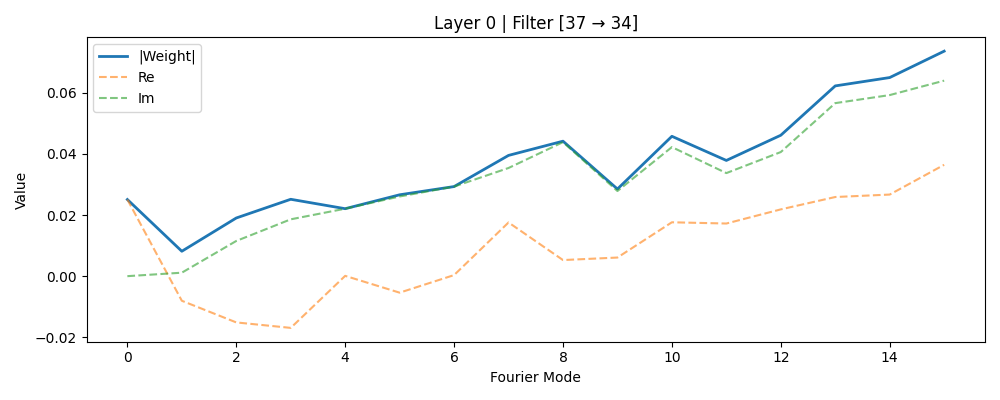 Layer 0 | Filter [37 → 34]
|Weight|
Re
Im
Value
0.06
0.04
0.02
0.00
−0.02
0 2 4 6 8 10 12 14
Fourier Mode